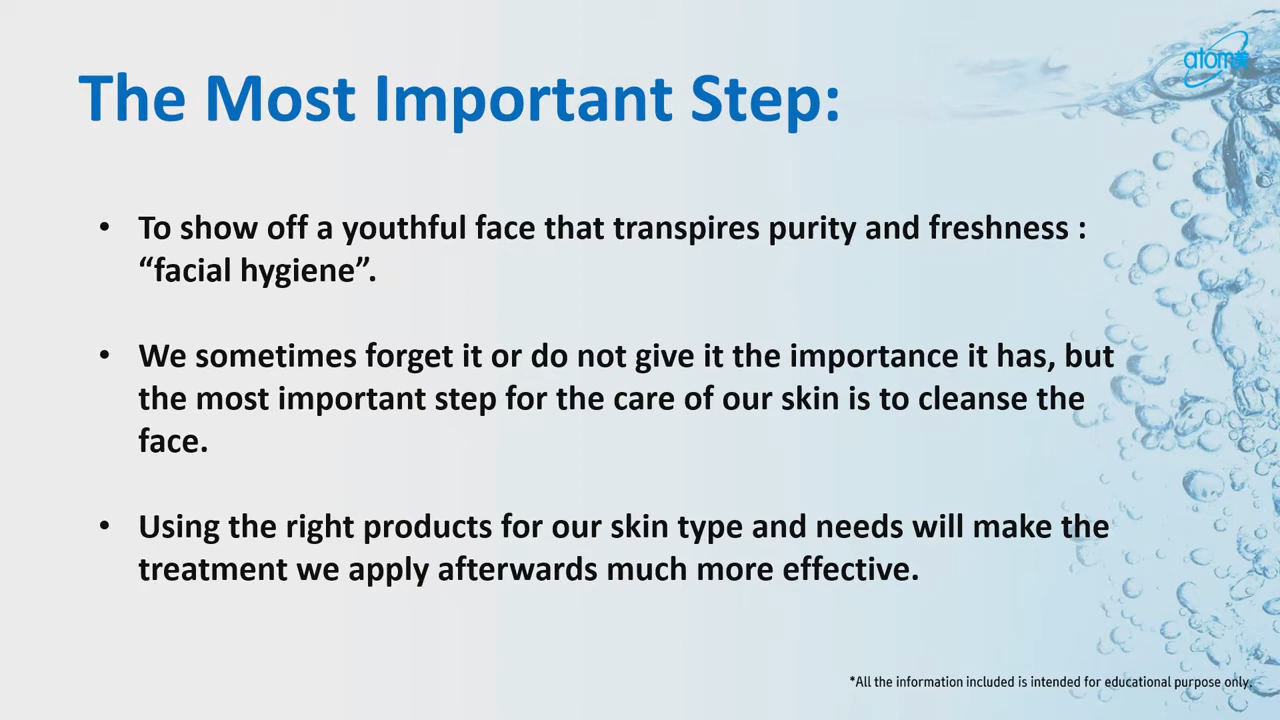 atomy
The Most Important Step:
• To show off a youthful face that transpires purity and freshness :
“facial hygiene”.
• We sometimes forget it or do not give it the importance it has, but
the most important step for the care of our skin is to cleanse the
face.
• Using the right products for our skin type and needs will make the
treatment we apply afterwards much more effective.
*All the information included is intended for educational purpose only.